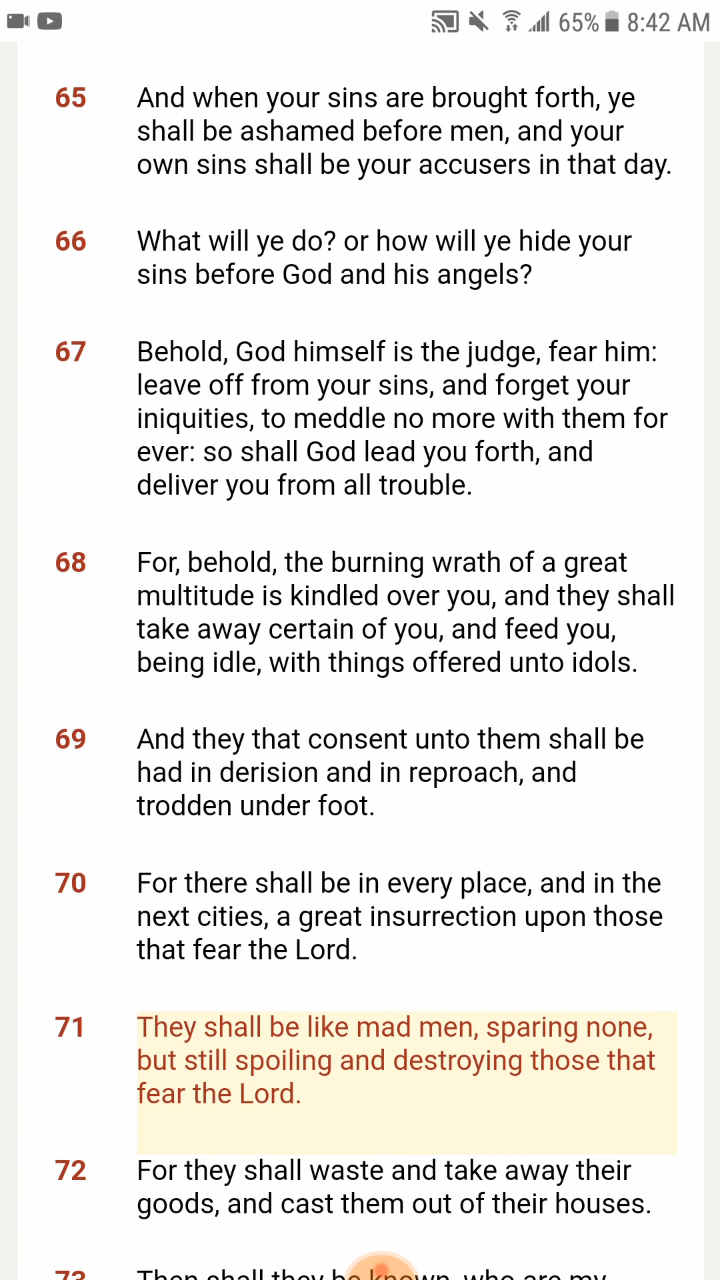 65% 8:42 AM
65 And when your sins are brought forth, ye
shall be ashamed before men, and your
own sins shall be your accusers in that day.
66 What will ye do? or how will ye hide your
sins before God and his angels?
67 Behold, God himself is the judge, fear him:
leave off from your sins, and forget your
iniquities, to meddle no more with them for
ever: so shall God lead you forth, and
deliver you from all trouble.
68 For, behold, the burning wrath of a great
multitude is kindled over you, and they shall
take away certain of you, and feed you,
being idle, with things offered unto idols.
69 And they that consent unto them shall be
had in derision and in reproach, and
trodden under foot.
70 For there shall be in every place, and in the
next cities, a great insurrection upon those
that fear the Lord.
71 They shall be like mad men, sparing none,
but still spoiling and destroying those that
fear the Lord.
72 For they shall waste and take away their
goods, and cast them out of their houses.
73 Then shall they be known, who are my